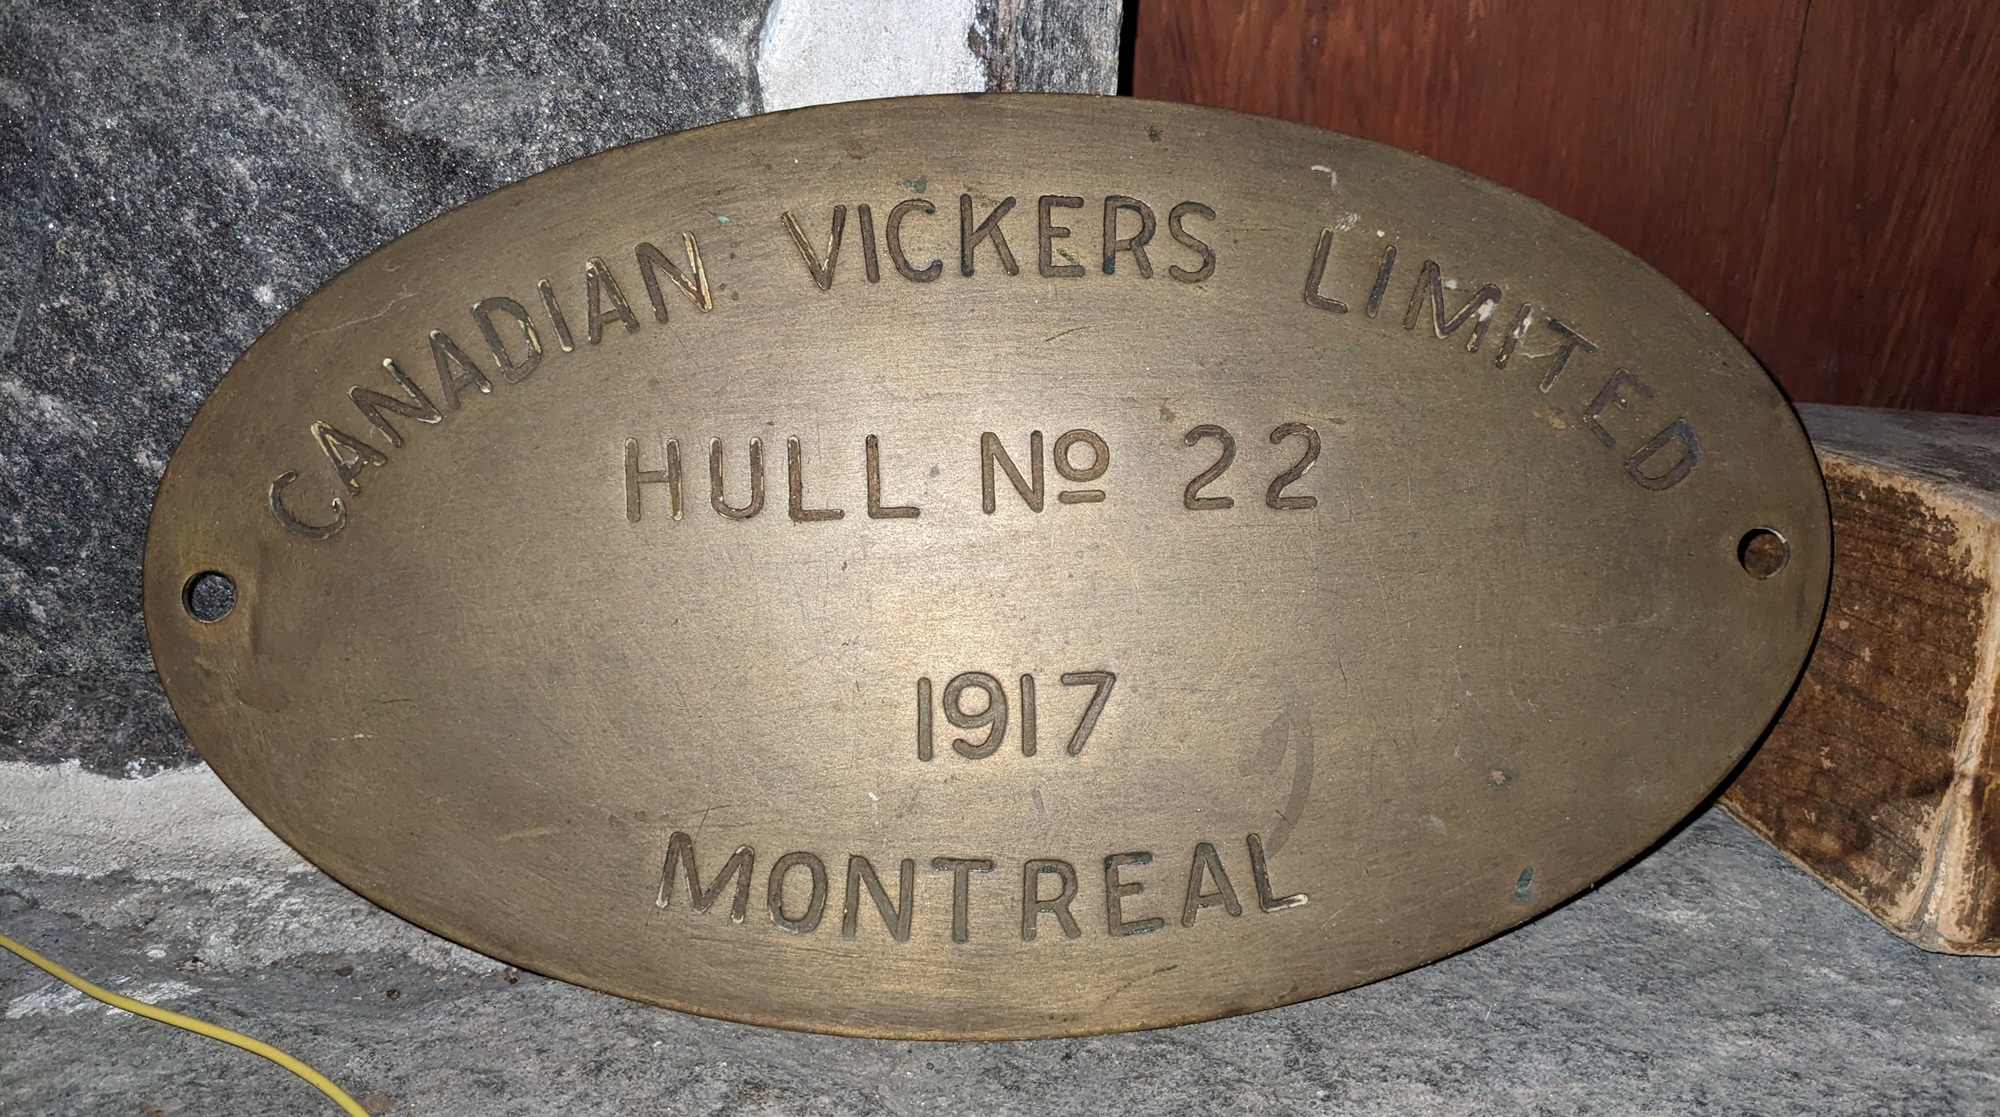 CANADIAN VICKERS LIMITED
HULL Nº 22
1917
MONTREAL